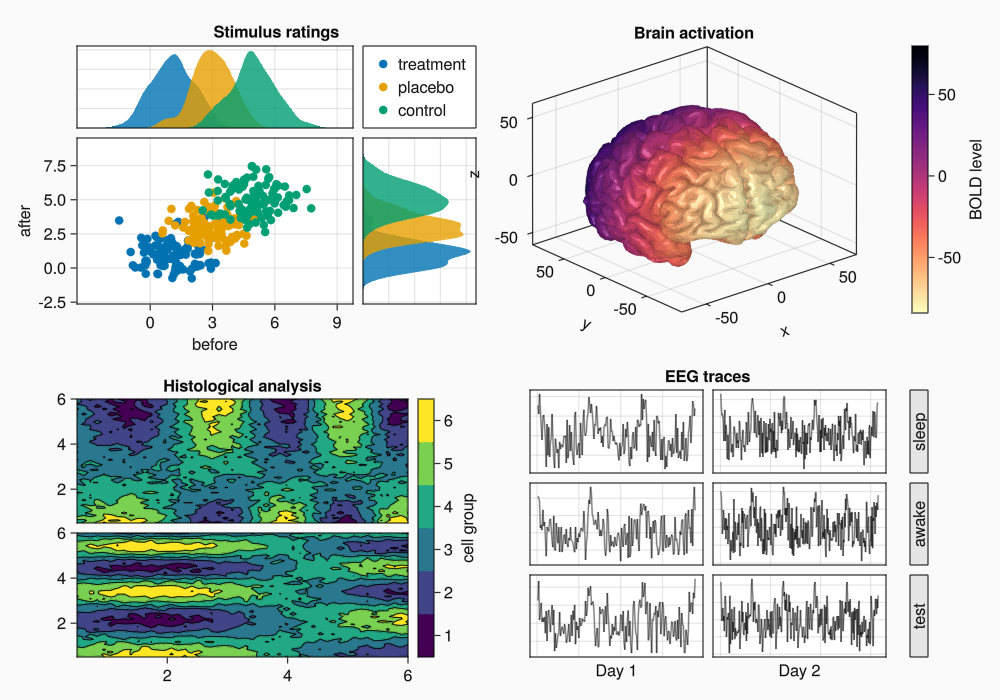 Stimulus ratings
treatment
placebo
control
7.5
5.0
2.5
0.0
-2.5
after
0
3
6
9
before
Brain activation
50
0
-50
z
50
0
-50
y
-50
0
50
x
50
0
-50
BOLD level
Histological analysis
6
4
2
6
4
2
2
4
6
6
5
4
3
2
1
cell group
EEG traces
sleep
awake
test
Day 1
Day 2